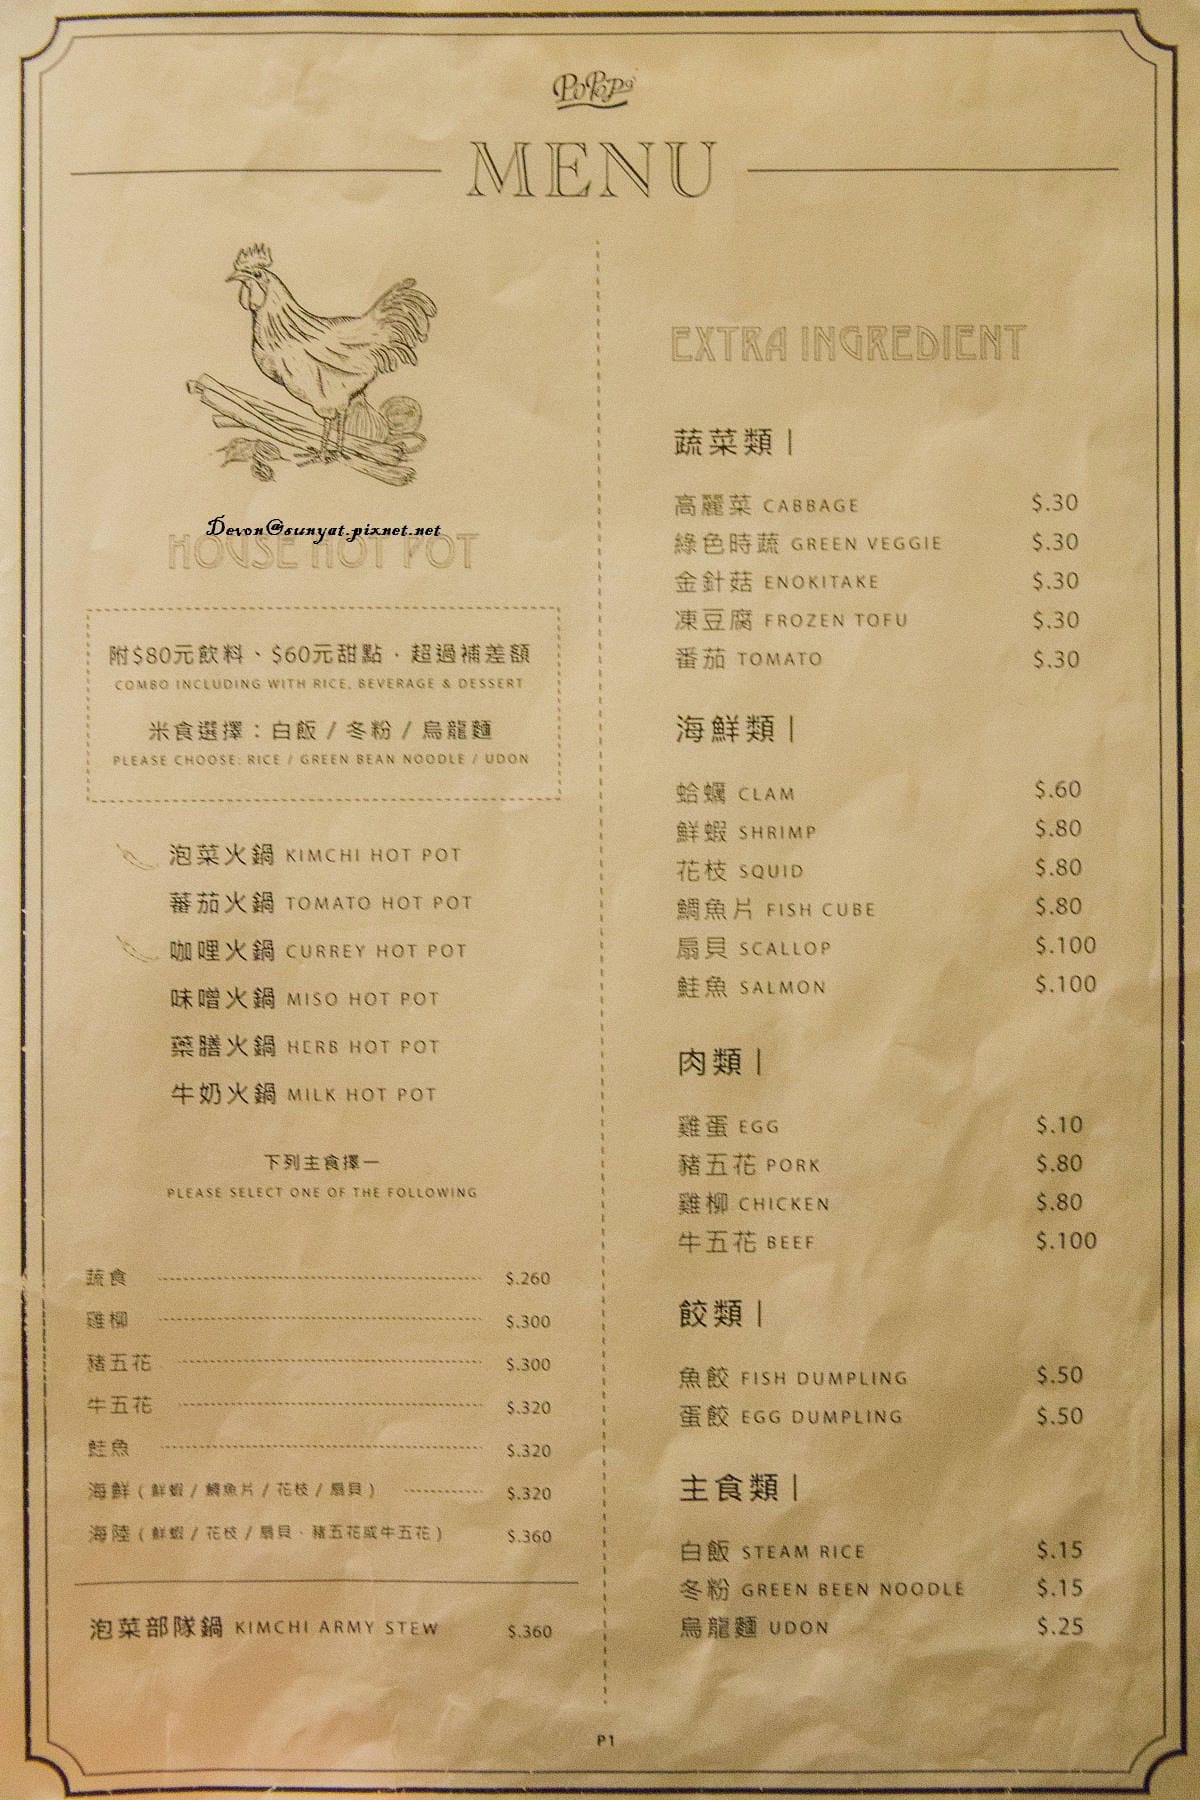 PoPoPo
MENU
Devon@sunyat.pixnet.net
HOUSE HOT POT
附$80元飲料、$60元甜點．超過補差額
COMBO INCLUDING WITH RICE, BEVERAGE & DESSERT
米食選擇：白飯 / 冬粉 / 烏龍麵
PLEASE CHOOSE: RICE / GREEN BEAN NOODLE / UDON
泡菜火鍋 KIMCHI HOT POT
蕃茄火鍋 TOMATO HOT POT
咖哩火鍋 CURREY HOT POT
味噌火鍋 MISO HOT POT
藥膳火鍋 HERB HOT POT
牛奶火鍋 MILK HOT POT
下列主食擇一
PLEASE SELECT ONE OF THE FOLLOWING
蔬食 $.260
雞柳 $.300
豬五花 $.300
牛五花 $.320
鮭魚 $.320
海鮮 ( 鮮蝦 / 鯛魚片 / 花枝 / 扇貝 ) $.320
海陸 ( 鮮蝦 / 花枝 / 扇貝．豬五花或牛五花 ) $.360
泡菜部隊鍋 KIMCHI ARMY STEW $.360
EXTRA INGREDIENT
蔬菜類 |
高麗菜 CABBAGE $.30
綠色時蔬 GREEN VEGGIE $.30
金針菇 ENOKITAKE $.30
凍豆腐 FROZEN TOFU $.30
番茄 TOMATO $.30
海鮮類 |
蛤蠣 CLAM $.60
鮮蝦 SHRIMP $.80
花枝 SQUID $.80
鯛魚片 FISH CUBE $.80
扇貝 SCALLOP $.100
鮭魚 SALMON $.100
肉類 |
雞蛋 EGG $.10
豬五花 PORK $.80
雞柳 CHICKEN $.80
牛五花 BEEF $.100
餃類 |
魚餃 FISH DUMPLING $.50
蛋餃 EGG DUMPLING $.50
主食類 |
白飯 STEAM RICE $.15
冬粉 GREEN BEEN NOODLE $.15
烏龍麵 UDON $.25
P1